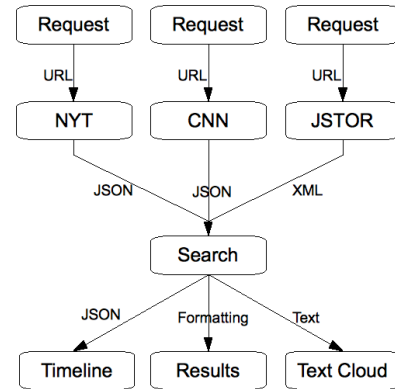 Request Request Request
URL URL URL
NYT CNN JSTOR
JSON JSON XML
Search
JSON Formatting Text
Timeline Results Text Cloud